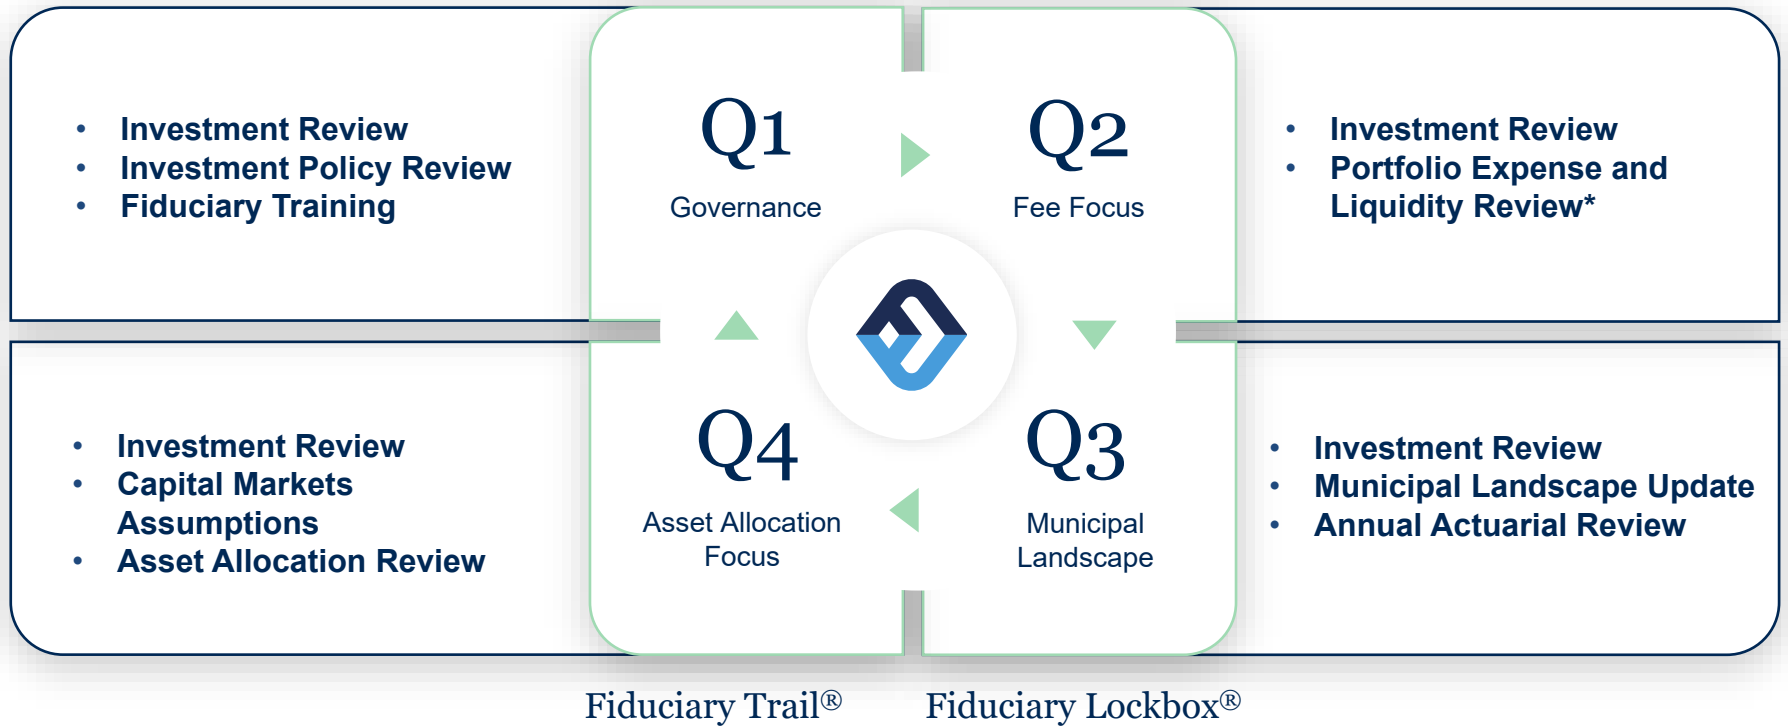 • Investment Review
• Investment Policy Review
• Fiduciary Training
Q1
Governance
Q2
Fee Focus
• Investment Review
• Portfolio Expense and
Liquidity Review*
• Investment Review
• Capital Markets
Assumptions
• Asset Allocation Review
Q4
Asset Allocation
Focus
Q3
Municipal
Landscape
• Investment Review
• Municipal Landscape Update
• Annual Actuarial Review
Fiduciary Trail®
Fiduciary Lockbox®